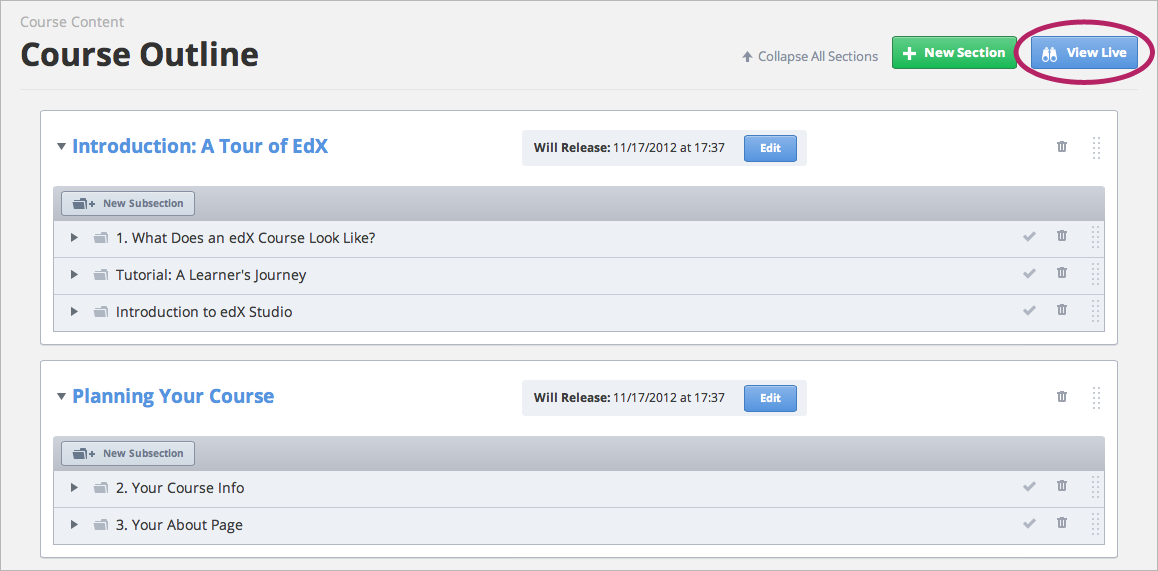 Course Content
Course Outline
Collapse All Sections
New Section
View Live
Introduction: A Tour of EdX
Will Release: 11/17/2012 at 17:37
Edit
New Subsection
1. What Does an edX Course Look Like?
Tutorial: A Learner's Journey
Introduction to edX Studio
Planning Your Course
Will Release: 11/17/2012 at 17:37
Edit
New Subsection
2. Your Course Info
3. Your About Page